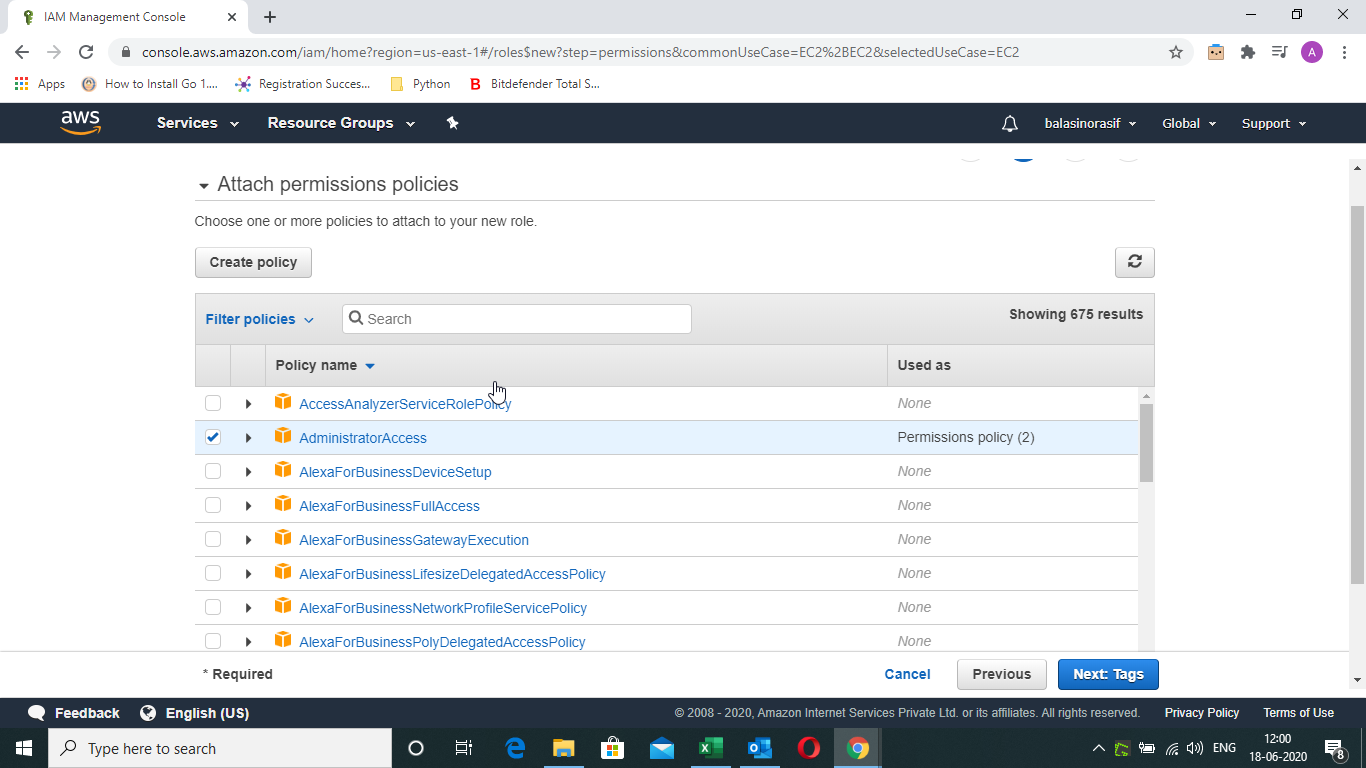 IAM Management Console
console.aws.amazon.com/iam/home?region=us-east-1#/roles$new?step=permissions&commonUseCase=EC2%2BEC2&selectedUseCase=EC2
A
Apps How to Install Go 1.... Registration Succes... Python B Bitdefender Total S...
aws Services Resource Groups balasinorasif Global Support
Attach permissions policies
Choose one or more policies to attach to your new role.
Create policy
Filter policies Search Showing 675 results
Policy name Used as
AccessAnalyzerServiceRolePolicy None
AdministratorAccess Permissions policy (2)
AlexaForBusinessDeviceSetup None
AlexaForBusinessFullAccess None
AlexaForBusinessGatewayExecution None
AlexaForBusinessLifesizeDelegatedAccessPolicy None
AlexaForBusinessNetworkProfileServicePolicy None
AlexaForBusinessPolyDelegatedAccessPolicy None
* Required Cancel Previous Next: Tags
Feedback English (US) © 2008 - 2020, Amazon Internet Services Private Ltd. or its affiliates. All rights reserved. Privacy Policy Terms of Use
Type here to search ENG 12:00
18-06-2020 8